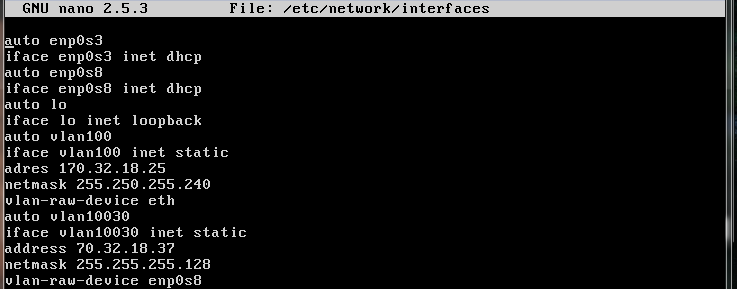 GNU nano 2.5.3 File: /etc/network/interfaces
auto enp0s3
iface enp0s3 inet dhcp
auto enp0s8
iface enp0s8 inet dhcp
auto lo
iface lo inet loopback
auto vlan100
iface vlan100 inet static
adres 170.32.18.25
netmask 255.250.255.240
vlan-raw-device eth
auto vlan10030
iface vlan10030 inet static
address 70.32.18.37
netmask 255.255.255.128
vlan-raw-device enp0s8